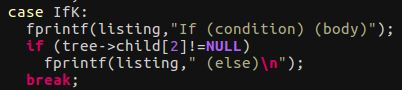 case IfK:
fprintf(listing,"If (condition) (body)");
if (tree->child[2]!=NULL)
fprintf(listing," (else)\n");
break;